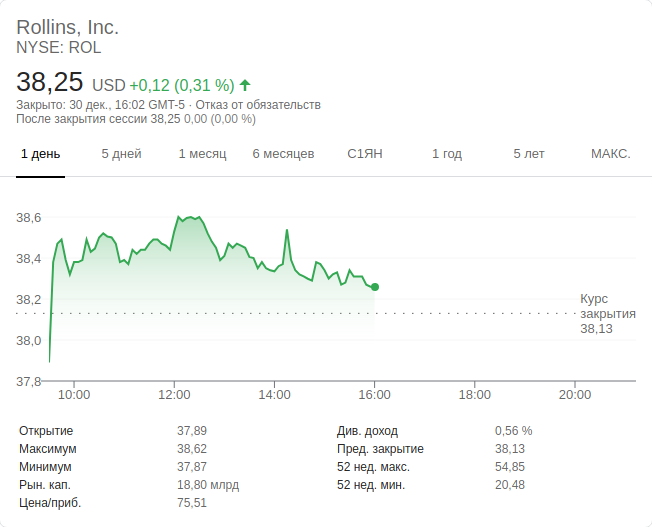 Rollins, Inc.
NYSE: ROL
38,25 USD +0,12 (0,31 %)
Закрыто: 30 дек., 16:02 GMT-5 · Отказ от обязательств
После закрытия сессии 38,25 0,00 (0,00 %)
1 день 5 дней 1 месяц 6 месяцев С1ЯН 1 год 5 лет МАКС.
38,6
38,4
38,2
38,0
37,8
Курс
закрытия
38,13
10:00 12:00 14:00 16:00 18:00 20:00
Открытие 37,89 Див. доход 0,56 %
Максимум 38,62 Пред. закрытие 38,13
Минимум 37,87 52 нед. макс. 54,85
Рын. кап. 18,80 млрд 52 нед. мин. 20,48
Цена/приб. 75,51